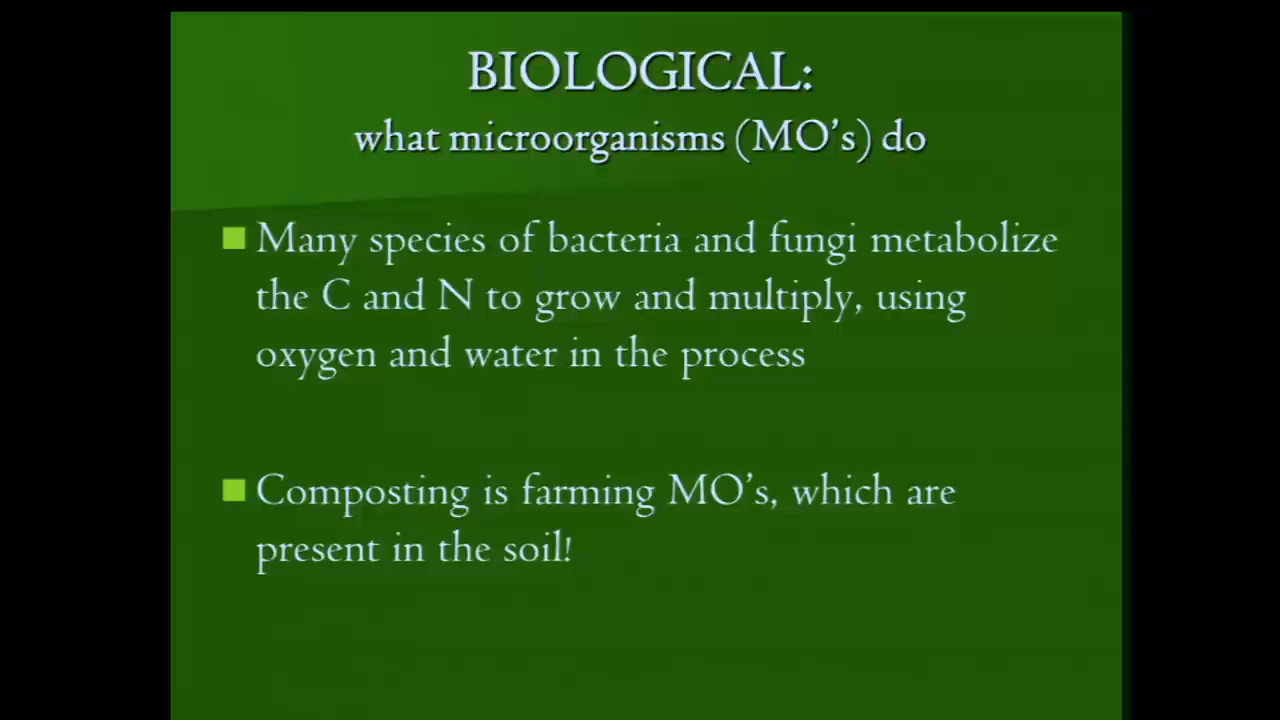 BIOLOGICAL:
what microorganisms (MO's) do
Many species of bacteria and fungi metabolize
the C and N to grow and multiply, using
oxygen and water in the process
Composting is farming MO's, which are
present in the soil!